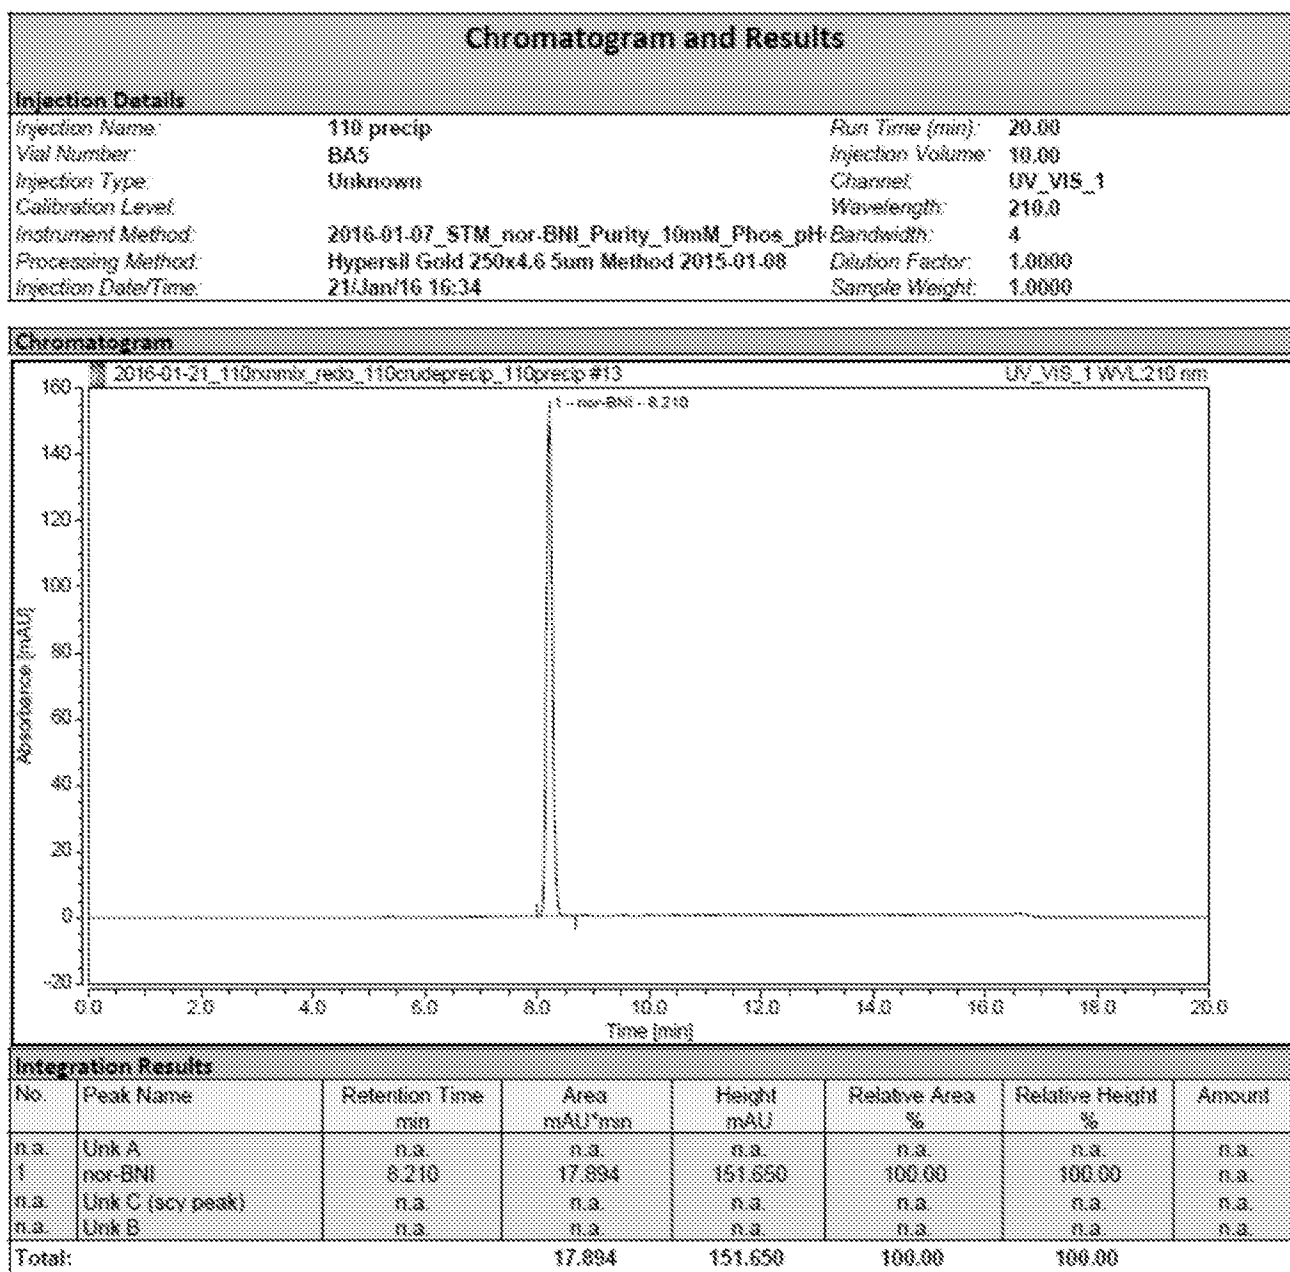 Chromatogram and Results
Injection Details
Injection Name: 110 precip Run Time (min): 20.00
Vial Number: BA5 Injection Volume: 10.00
Injection Type: Unknown Channel: UV_VIS_1
Calibration Level: Wavelength: 210.0
Instrument Method: 2016-01-07_STM_nor-BNI_Purity_10mM_Phos_pH Bandwidth: 4
Processing Method: Hypersil Gold 250x4.6 5um Method 2015-01-08 Dilution Factor: 1.0000
Injection Date/Time: 21/Jan/16 16:34 Sample Weight: 1.0000
Chromatogram
2016-01-21_110rxnmix_redo_110crudeprecip_110precip #13 UV_VIS_1 WVL:210 nm
160
1 - nor-BNI - 8.210
140
120
100
Absorbance [mAU]
80
60
40
20
0
-20
0.0 2.0 4.0 6.0 8.0 10.0 12.0 14.0 16.0 18.0 20.0
Time [min]
Integration Results
No. Peak Name Retention Time Area Height Relative Area Relative Height Amount
min mAU*min mAU % %
n.a. Unk A n.a. n.a. n.a. n.a. n.a. n.a.
1 nor-BNI 8.210 17.894 151.650 100.00 100.00 n.a.
n.a. Unk C (scy peak) n.a. n.a. n.a. n.a. n.a. n.a.
n.a. Unk B n.a. n.a. n.a. n.a. n.a. n.a.
Total: 17.894 151.650 100.00 100.00